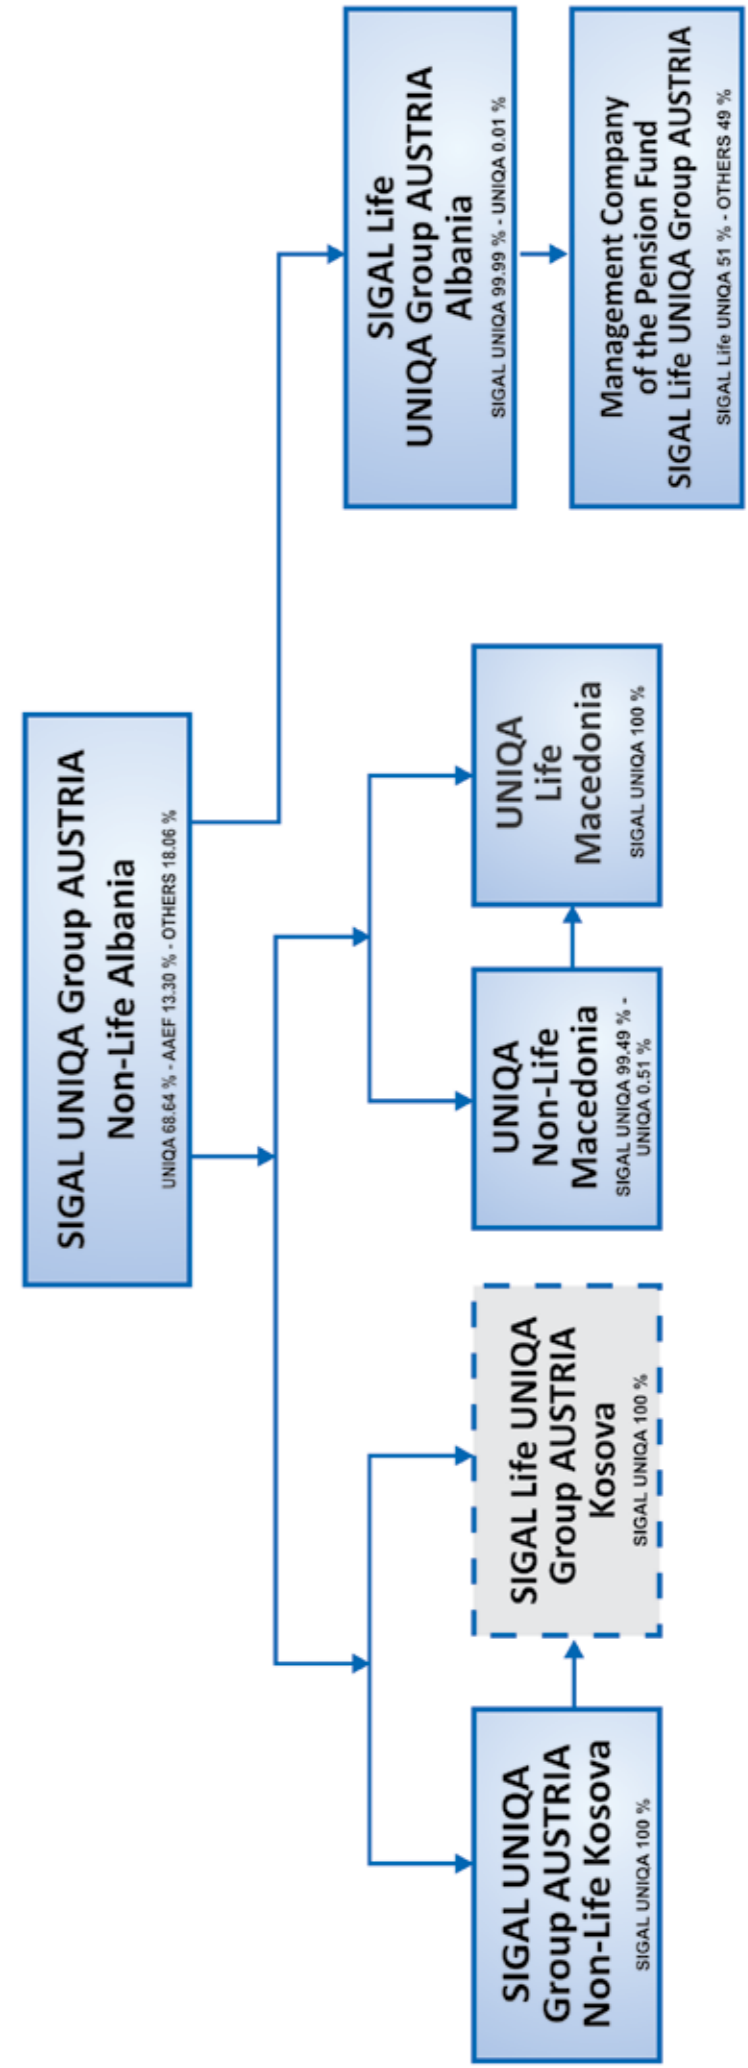 SIGAL UNIQA Group AUSTRIA
Non-Life Albania
UNIQA 68.64 % - AAEF 13.30 % - OTHERS 18.06 %
SIGAL UNIQA
Group AUSTRIA
Non-Life Kosova
SIGAL UNIQA 100 %
SIGAL Life UNIQA
Group AUSTRIA
Kosova
SIGAL UNIQA 100 %
UNIQA
Non-Life
Macedonia
SIGAL UNIQA 99.49 % -
UNIQA 0.51 %
UNIQA
Life
Macedonia
SIGAL UNIQA 100 %
SIGAL Life
UNIQA Group AUSTRIA
Albania
SIGAL UNIQA 99.99 % - UNIQA 0.01 %
Management Company
of the Pension Fund
SIGAL Life UNIQA Group AUSTRIA
SIGAL Life UNIQA 51 % - OTHERS 49 %